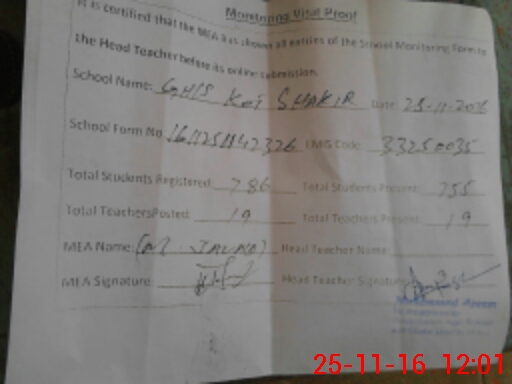 Monitoring Visit Proof
It is certified that the MEA has shown all entries of the School Monitoring Form to
the Head Teacher before its online submission.
School Name: GHS Kot SHAKIR Date: 25-11-2016
School Form No 1611251142326 EMIS Code: 33250035
Total Students Registered: 786 Total Students Present: 755
Total Teachers Posted: 19 Total Teachers Present: 19
MEA Name: Head Teacher Name
MEA Signature: Head Teacher Signature
25-11-16 12:01